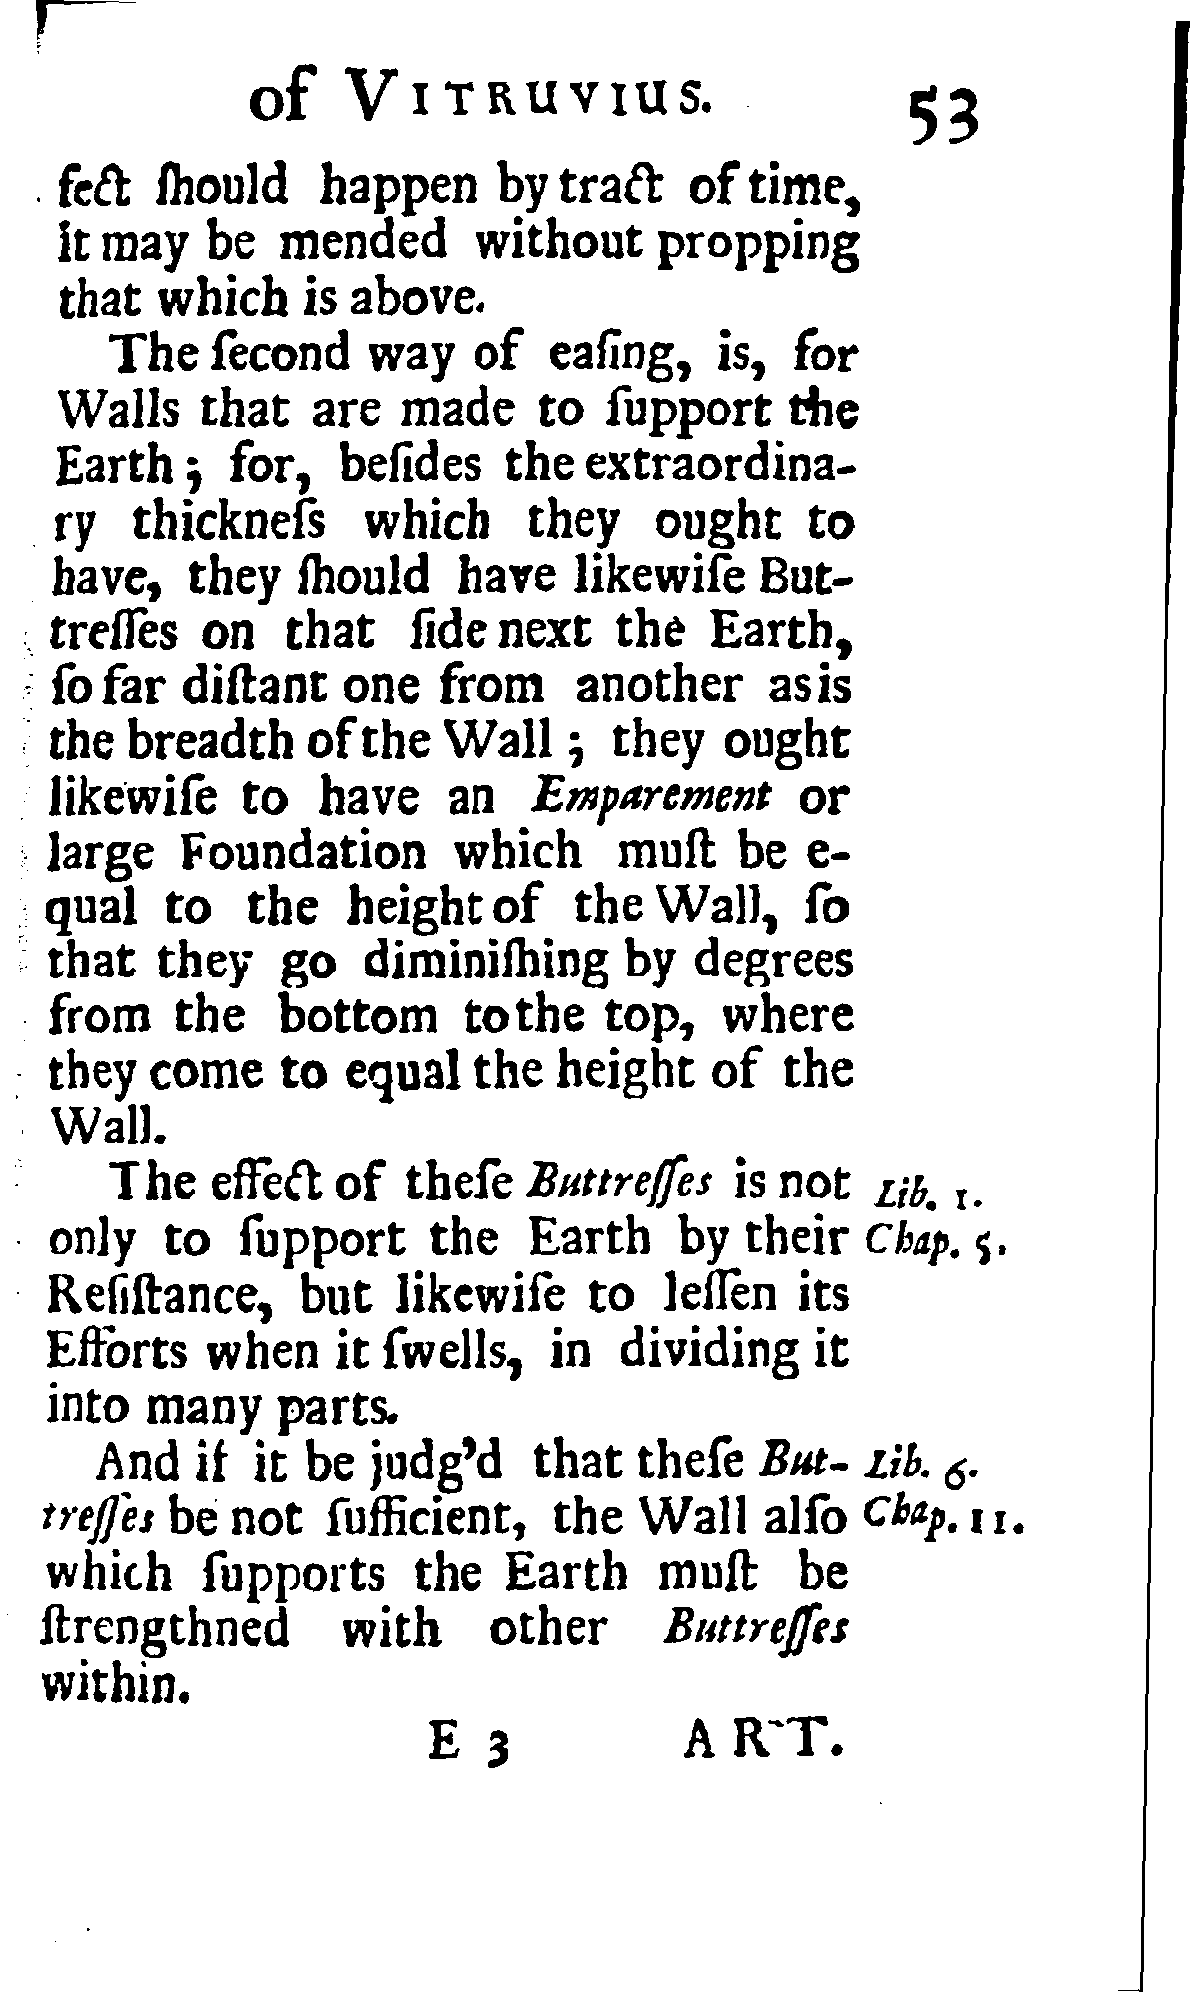 of VITRUVIUS. 53
fect ſhould happen by tract of time,
it may be mended without propping
that which is above.
The ſecond way of eaſing, is, for
Walls that are made to ſupport the
Earth; for, beſides the extraordina-
ry thickneſs which they ought to
have, they ſhould have likewiſe But-
treſſes on that ſide next the Earth,
ſo far diſtant one from another as is
the breadth of the Wall; they ought
likewiſe to have an Emparement or
large Foundation which muſt be e-
qual to the height of the Wall, ſo
that they go diminiſhing by degrees
from the bottom to the top, where
they come to equal the height of the
Wall.
The effect of theſe Buttreſſes is not Lib. 1.
only to ſupport the Earth by their Chap. 5.
Reſiſtance, but likewiſe to leſſen its
Efforts when it ſwells, in dividing it
into many parts.
And if it be judg'd that theſe But- Lib. 6.
treſſes be not ſufficient, the Wall alſo Chap. 11.
which ſupports the Earth muſt be
ſtrengthned with other Buttreſſes
within.
E 3 ART.